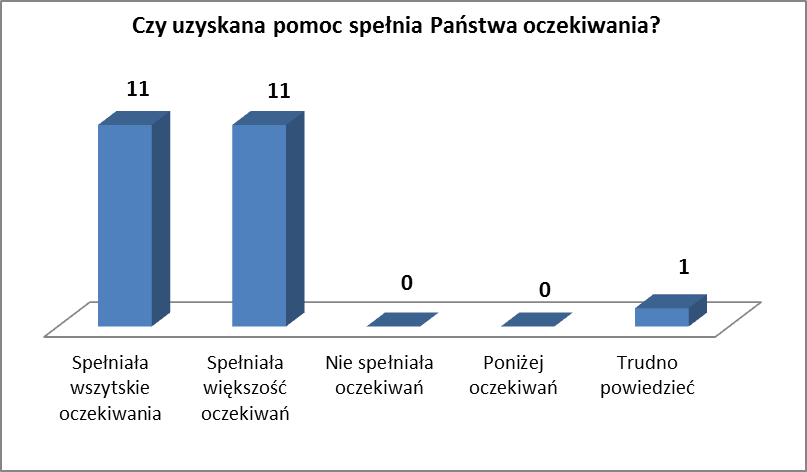 Czy uzyskana pomoc spełnia Państwa oczekiwania?
11
11
0
0
1
Spełniała
wszytskie
oczekiwania
Spełniała
większość
oczekiwań
Nie spełniała
oczekiwań
Poniżej
oczekiwań
Trudno
powiedzieć